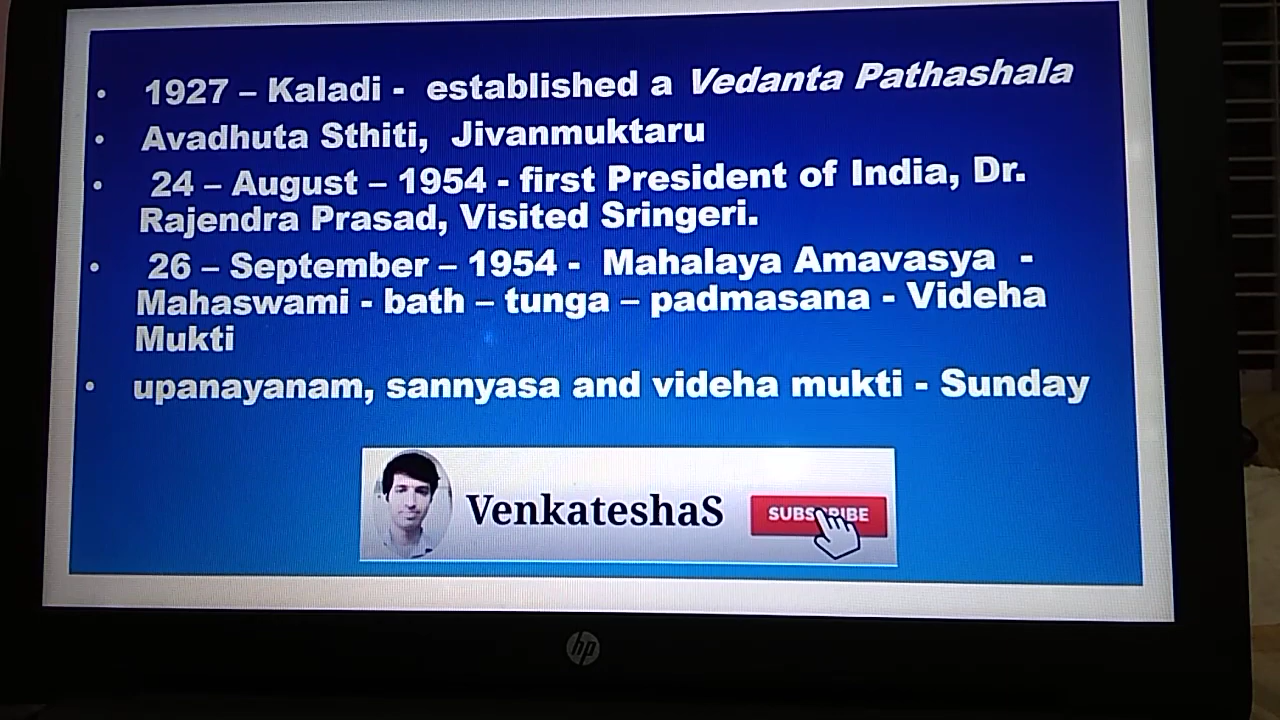 • 1927 – Kaladi - established a Vedanta Pathashala
• Avadhuta Sthiti, Jivanmuktaru
• 24 – August – 1954 - first President of India, Dr.
Rajendra Prasad, Visited Sringeri.
• 26 – September – 1954 - Mahalaya Amavasya -
Mahaswami - bath – tunga – padmasana - Videha
Mukti
• upanayanam, sannyasa and videha mukti - Sunday
VenkateshaS
SUBSCRIBE
hp